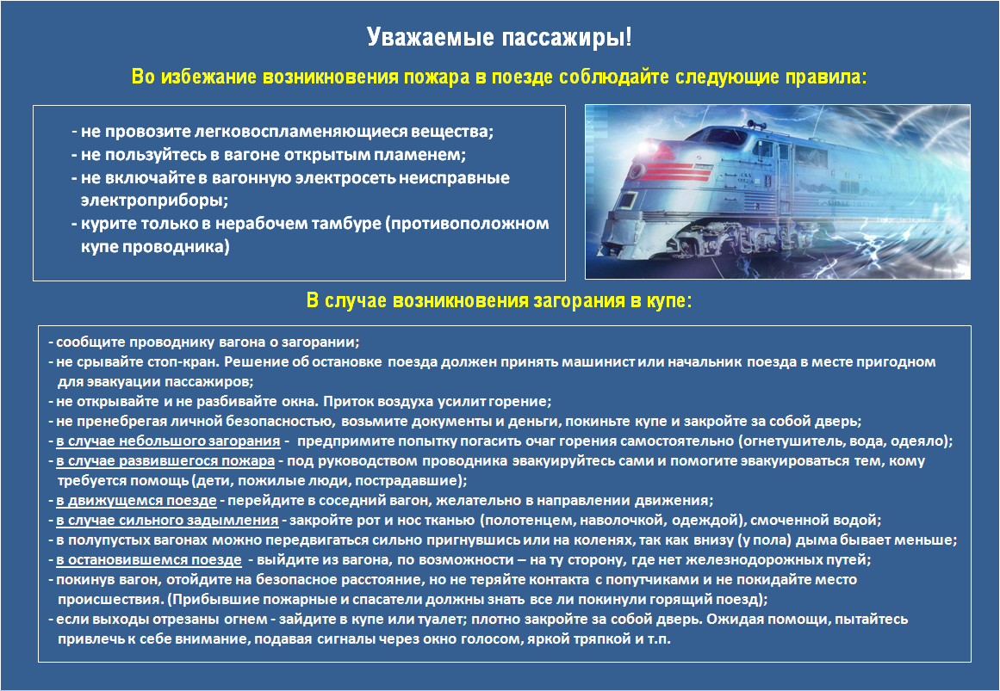 Уважаемые пассажиры!
Во избежание возникновения пожара в поезде соблюдайте следующие правила:
- не провозите легковоспламеняющиеся вещества;
- не пользуйтесь в вагоне открытым пламенем;
- не включайте в вагонную электросеть неисправные
электроприборы;
- курите только в нерабочем тамбуре (противоположном
купе проводника)
В случае возникновения загорания в купе:
- сообщите проводнику вагона о загорании;
- не срывайте стоп-кран. Решение об остановке поезда должен принять машинист или начальник поезда в месте пригодном
для эвакуации пассажиров;
- не открывайте и не разбивайте окна. Приток воздуха усилит горение;
- не пренебрегая личной безопасностью, возьмите документы и деньги, покиньте купе и закройте за собой дверь;
- в случае небольшого загорания - предпримите попытку погасить очаг горения самостоятельно (огнетушитель, вода, одеяло);
- в случае развившегося пожара - под руководством проводника эвакуируйтесь сами и помогите эвакуироваться тем, кому
требуется помощь (дети, пожилые люди, пострадавшие);
- в движущемся поезде - перейдите в соседний вагон, желательно в направлении движения;
- в случае сильного задымления - закройте рот и нос тканью (полотенцем, наволочкой, одеждой), смоченной водой;
- в полупустых вагонах можно передвигаться сильно пригнувшись или на коленях, так как внизу (у пола) дыма бывает меньше;
- в остановившемся поезде - выйдите из вагона, по возможности – на ту сторону, где нет железнодорожных путей;
- покинув вагон, отойдите на безопасное расстояние, но не теряйте контакта с попутчиками и не покидайте место
происшествия. (Прибывшие пожарные и спасатели должны знать все ли покинули горящий поезд);
- если выходы отрезаны огнем - зайдите в купе или туалет; плотно закройте за собой дверь. Ожидая помощи, пытайтесь
привлечь к себе внимание, подавая сигналы через окно голосом, яркой тряпкой и т.п.